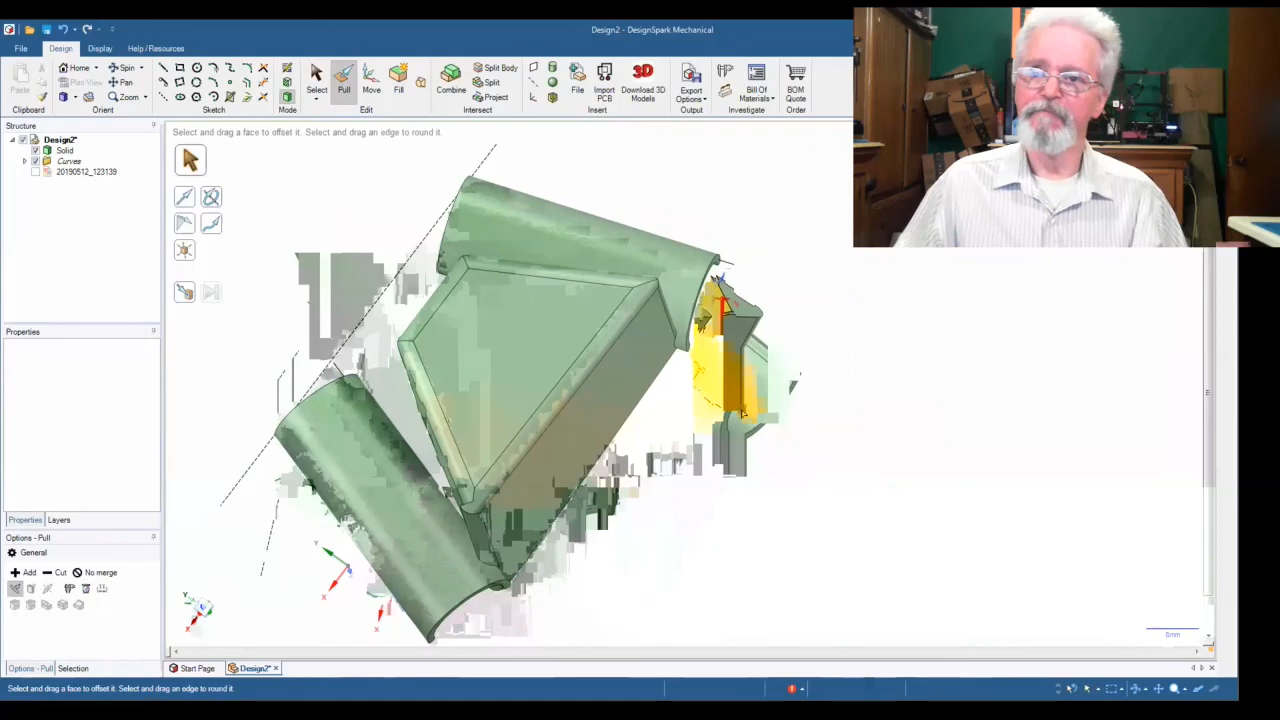 Design2 - DesignSpark Mechanical
File Design Display Help / Resources
Home Spin
Plan View Pan
Paste Zoom
Select Pull Move Fill
Combine Split Body
Split
Project
File Import PCB Download 3D Models
Export Options Bill Of Materials BOM Quote
Clipboard Orient Sketch Mode Edit Intersect Insert Output Investigate Order
Structure
Select and drag a face to offset it. Select and drag an edge to round it.
Design2*
Solid
Curves
20190512_123139
Properties
Properties Layers
Options - Pull
General
Add Cut No merge
Y
X
X
Y
X
8mm
Options - Pull Selection
Start Page Design2*
Select and drag a face to offset it. Select and drag an edge to round it.